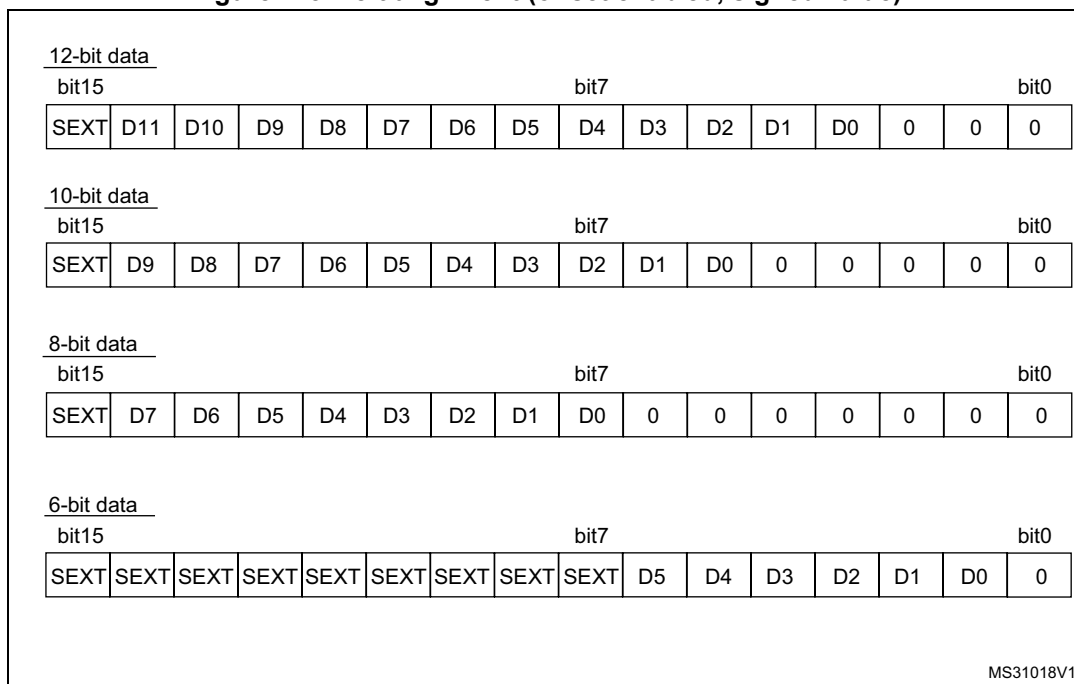 12-bit data
bit15 bit7 bit0
SEXT D11 D10 D9 D8 D7 D6 D5 D4 D3 D2 D1 D0 0 0 0
10-bit data
bit15 bit7 bit0
SEXT D9 D8 D7 D6 D5 D4 D3 D2 D1 D0 0 0 0 0 0
8-bit data
bit15 bit7 bit0
SEXT D7 D6 D5 D4 D3 D2 D1 D0 0 0 0 0 0 0 0
6-bit data
bit15 bit7 bit0
SEXT SEXT SEXT SEXT SEXT SEXT SEXT SEXT SEXT D5 D4 D3 D2 D1 D0 0
MS31018V1